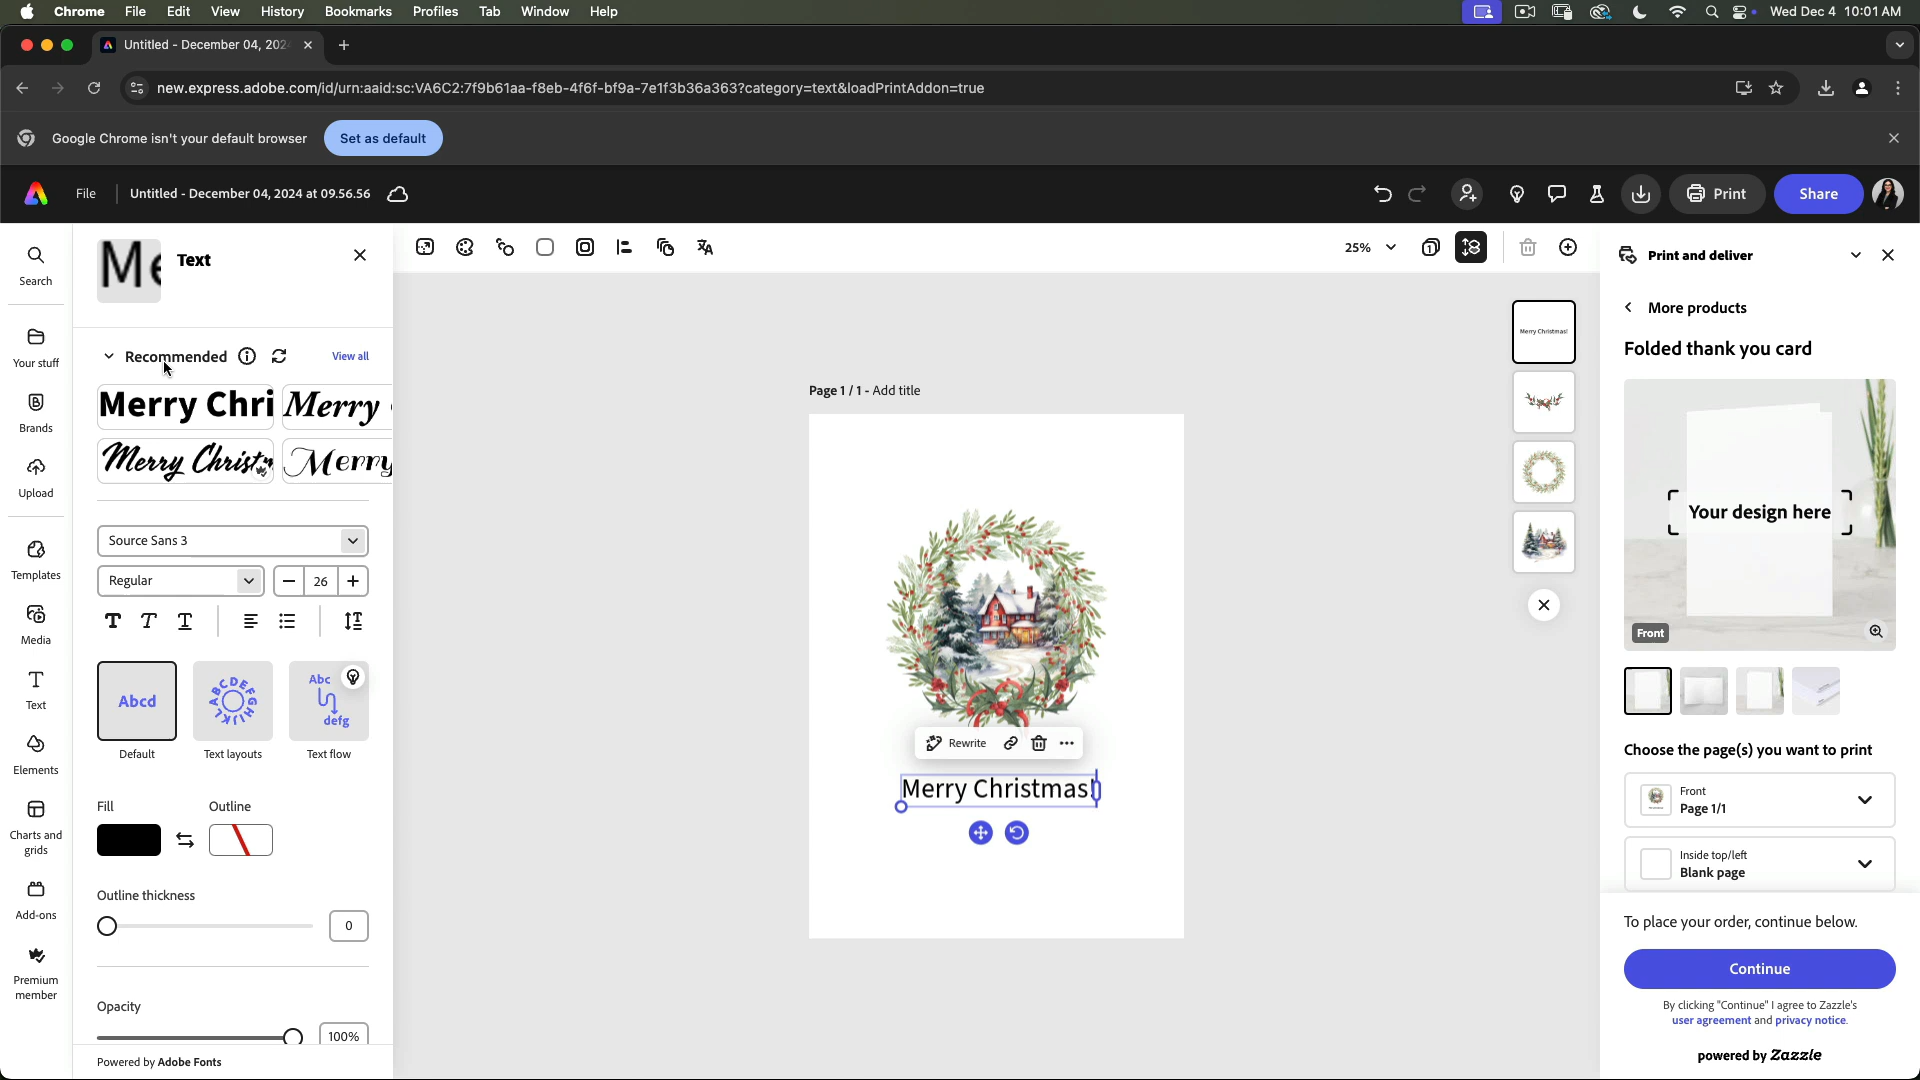 Chrome File Edit View History Bookmarks Profiles Tab Window Help Wed Dec 4 10:01 AM
Untitled - December 04, 202
new.express.adobe.com/id/urn:aaid:sc:VA6C2:7f9b61aa-f8eb-4f6f-bf9a-7e1f3b36a363?category=text&loadPrintAddon=true
Google Chrome isn't your default browser Set as default
File Untitled - December 04, 2024 at 09.56.56 Print Share
Search
Your stuff
Brands
Upload
Templates
Media
Text
Elements
Charts and
grids
Add-ons
Premium
member
Me Text
Recommended View all
Merry Chri Merry
Merry Christm Merry
Source Sans 3
Regular 26
Abcd
Default
ABCDEFGHIJKL
Text layouts
Abc
defg
Text flow
Fill Outline
Outline thickness
0
Opacity
100%
Powered by Adobe Fonts
25%
Page 1 / 1 - Add title
Rewrite
Merry Christmas!
Merry Christmas!
Print and deliver
More products
Folded thank you card
Your design here
Front
Choose the page(s) you want to print
Front
Page 1/1
Inside top/left
Blank page
To place your order, continue below.
Continue
By clicking "Continue" I agree to Zazzle's
user agreement and privacy notice.
powered by Zazzle